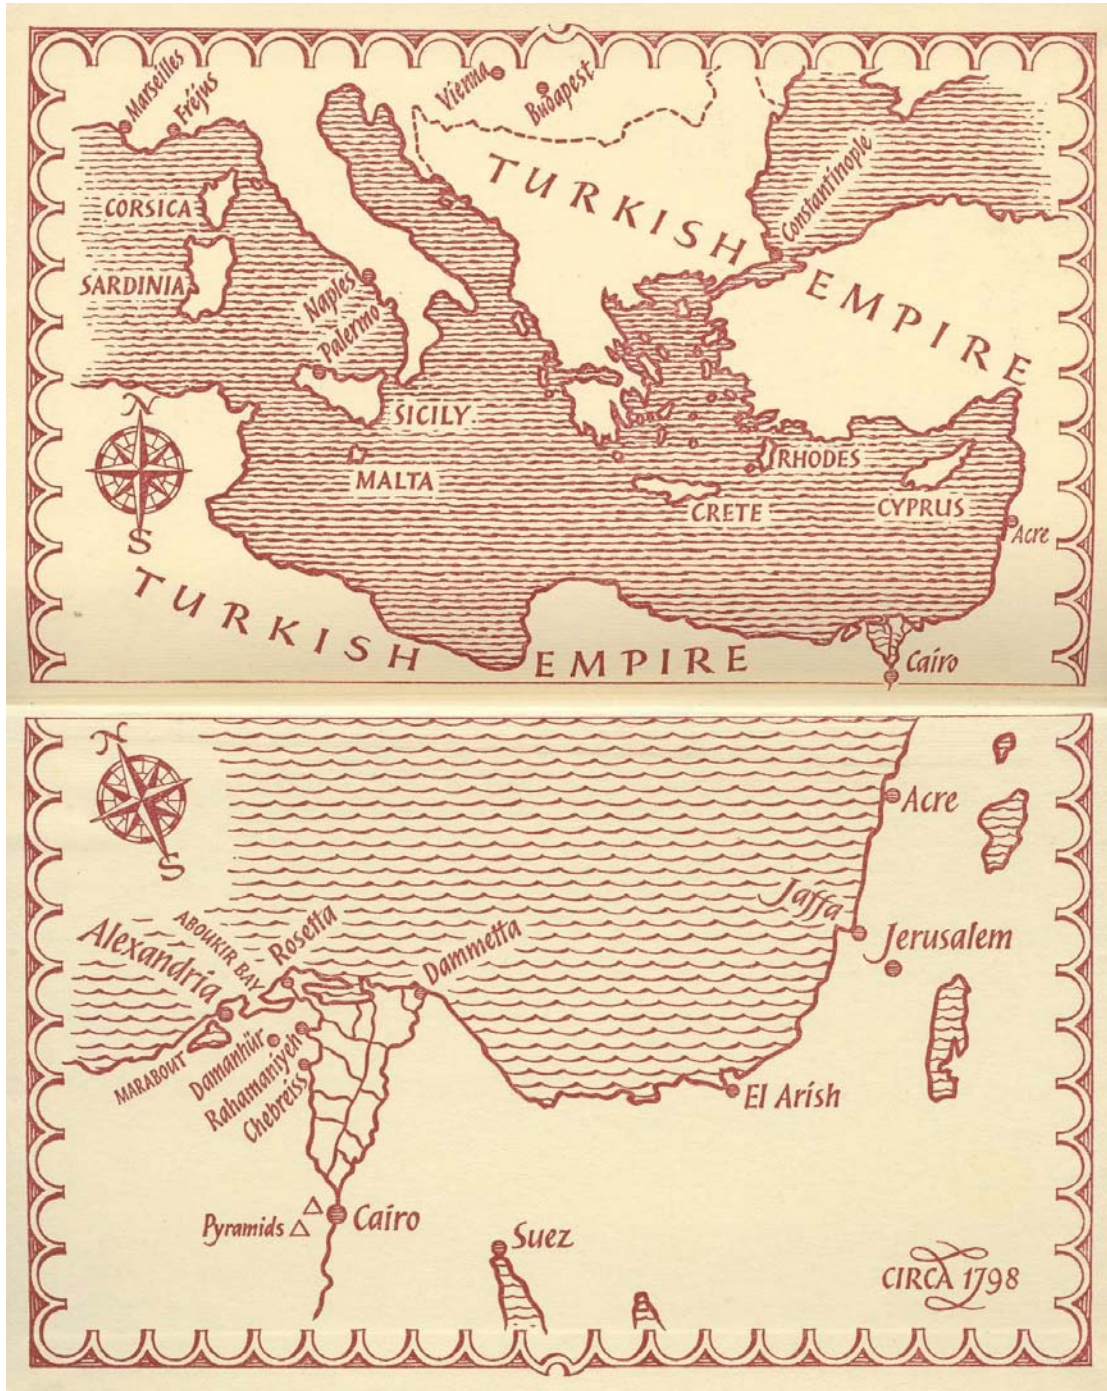 Marseilles
Fréjus
Vienna
Budapest
TURKISH EMPIRE
Constantinople
CORSICA
SARDINIA
Naples
Palermo
SICILY
MALTA
RHODES
CRETE
CYPRUS
Acre
N
S
TURKISH EMPIRE
Cairo
N
S
Acre
Jaffa
Jerusalem
Alexandria
ABOUKIR BAY
Rosetta
Dammetta
MARABOUT
Damanhûr
Rahamaniyeh
Chebreiss
El Arish
Pyramids
Cairo
Suez
CIRCA 1798